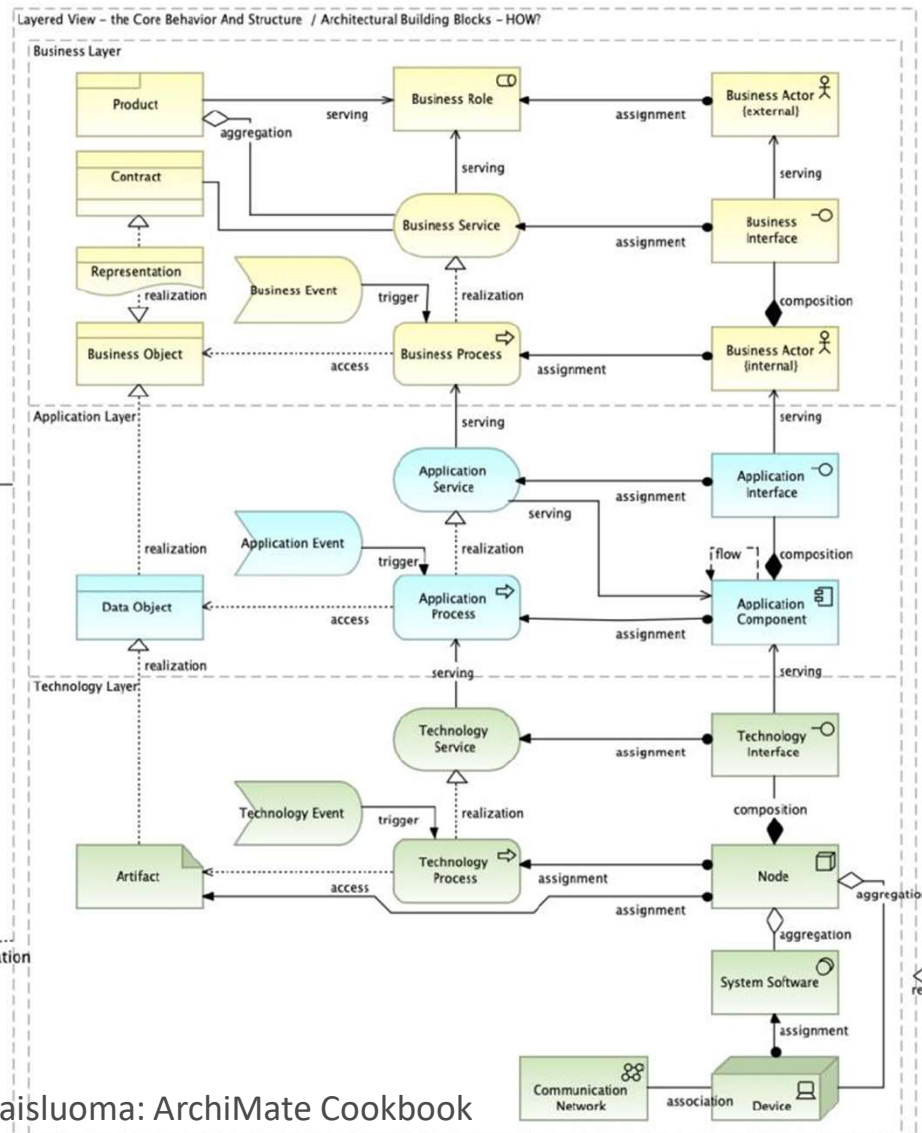 Layered View – the Core Behavior And Structure / Architectural Building Blocks – HOW?
Business Layer
Product
serving
Business Role
assignment
Business Actor
{external}
aggregation
serving
serving
Contract
Business Service
assignment
Business
Interface
Representation
realization
Business Event
trigger
realization
composition
Business Object
access
Business Process
assignment
Business Actor
{internal}
Application Layer
serving
serving
Application
Service
assignment
Application
Interface
serving
realization
Application Event
trigger
realization
flow
composition
Data Object
access
Application
Process
assignment
Application
Component
realization
Technology Layer
serving
serving
Technology
Service
assignment
Technology
Interface
Technology Event
trigger
realization
composition
Artifact
access
Technology
Process
assignment
Node
assignment
aggregatio
aggregation
ation
System Software
re
assignment
Communication
Network
association
Device
aisluoma: ArchiMate Cookbook